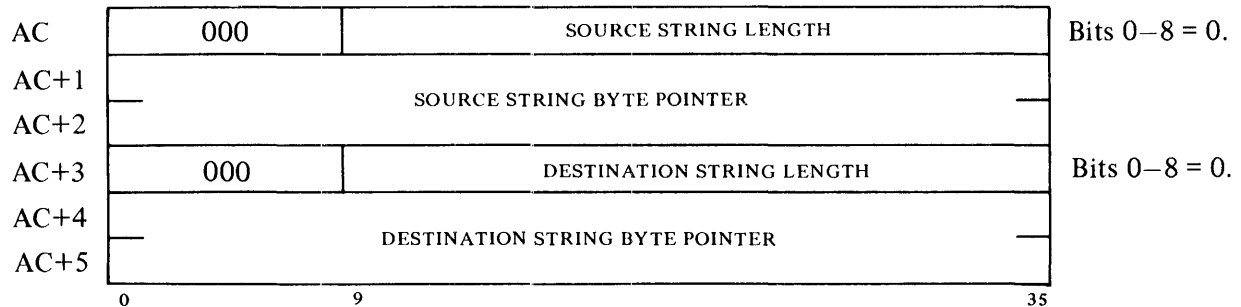 AC 000 SOURCE STRING LENGTH Bits 0–8 = 0.
AC+1
SOURCE STRING BYTE POINTER
AC+2
AC+3 000 DESTINATION STRING LENGTH Bits 0–8 = 0.
AC+4
DESTINATION STRING BYTE POINTER
AC+5
0 9 35